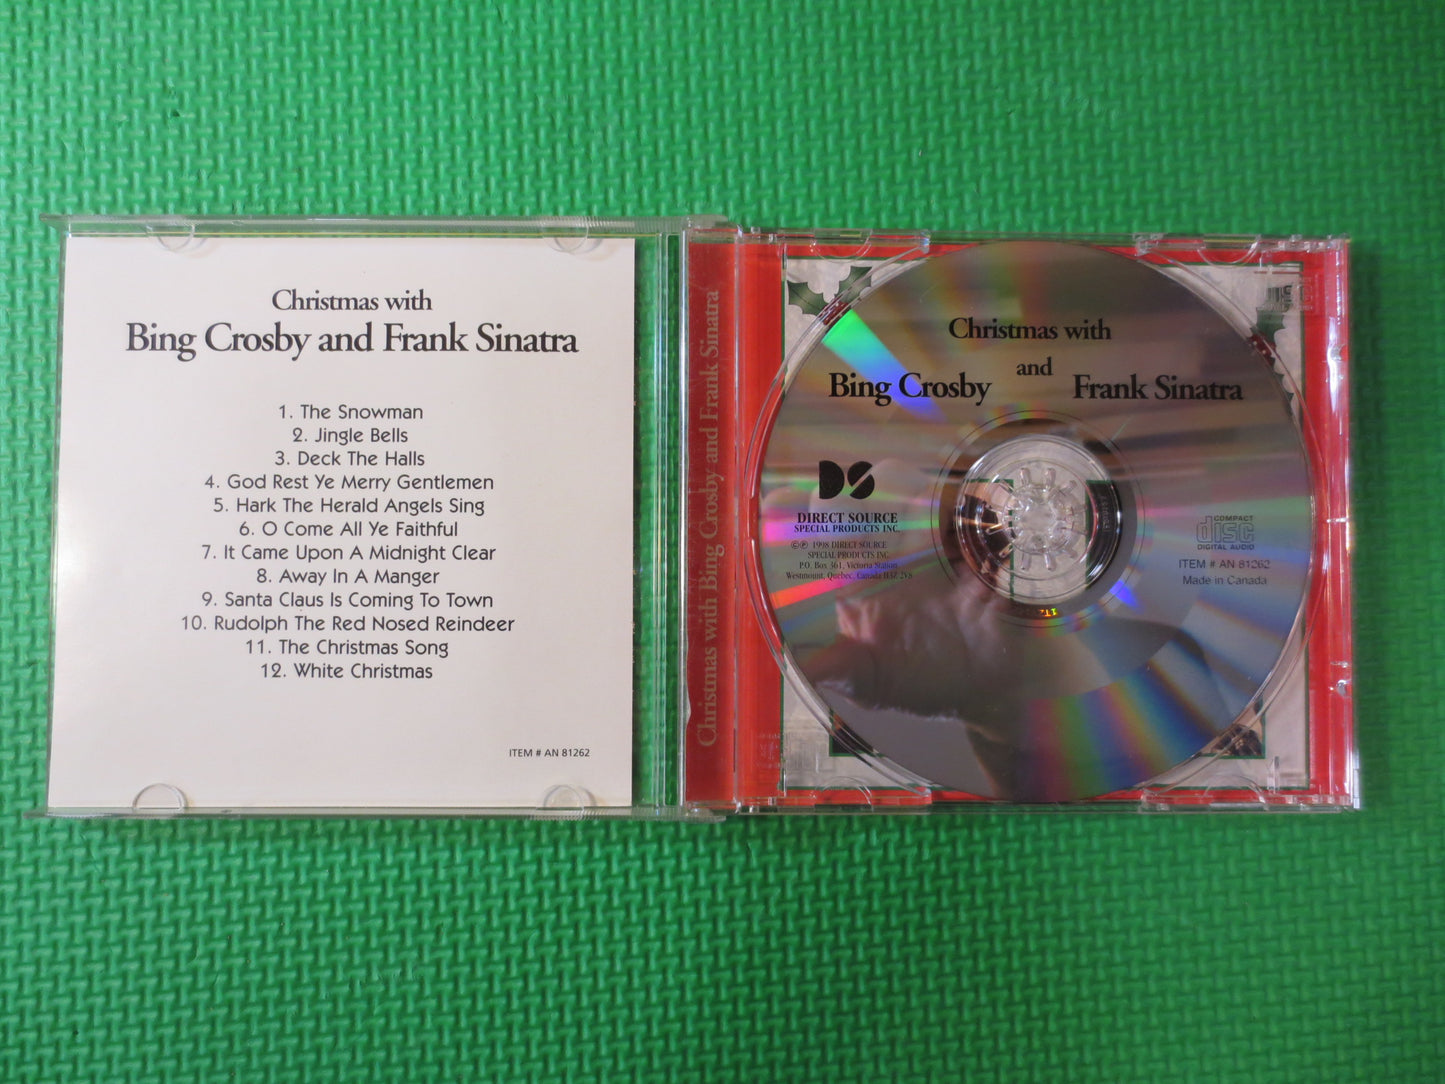 Christmas with
Bing Crosby and Frank Sinatra
1. The Snowman
2. Jingle Bells
3. Deck The Halls
4. God Rest Ye Merry Gentlemen
5. Hark The Herald Angels Sing
6. O Come All Ye Faithful
7. It Came Upon A Midnight Clear
8. Away In A Manger
9. Santa Claus Is Coming To Town
10. Rudolph The Red Nosed Reindeer
11. The Christmas Song
12. White Christmas
ITEM # AN 81262
Christmas with Bing Crosby and Frank Sinatra
Christmas with
Bing Crosby and Frank Sinatra
DS
DIRECT SOURCE
SPECIAL PRODUCTS INC.
© ℗ 1998 DIRECT SOURCE
SPECIAL PRODUCTS INC.
P.O. Box 361, Victoria Station,
Westmount, Quebec, Canada H3Z 2V8
COMPACT
disc
DIGITAL AUDIO
ITEM # AN 81262
Made in Canada